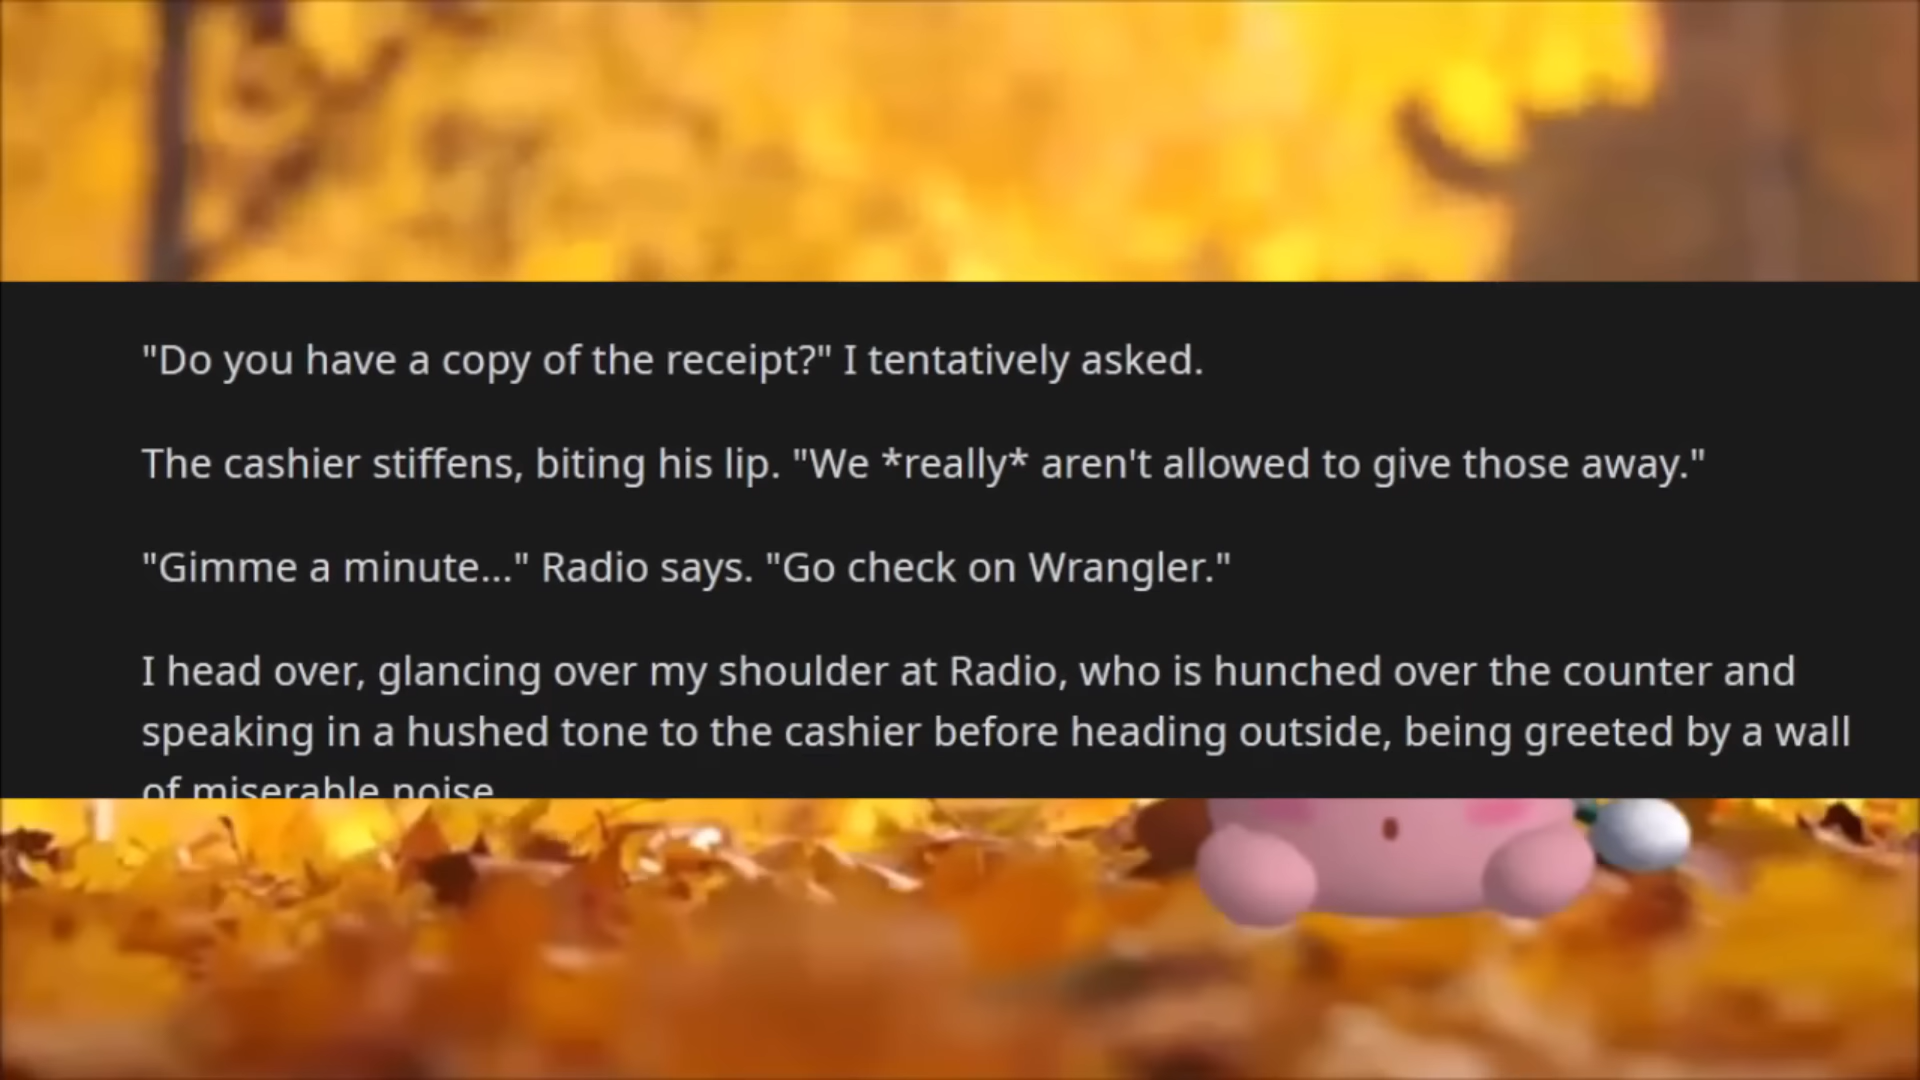 "Do you have a copy of the receipt?" I tentatively asked.
The cashier stiffens, biting his lip. "We *really* aren't allowed to give those away."
"Gimme a minute..." Radio says. "Go check on Wrangler."
I head over, glancing over my shoulder at Radio, who is hunched over the counter and
speaking in a hushed tone to the cashier before heading outside, being greeted by a wall
of miserable noise